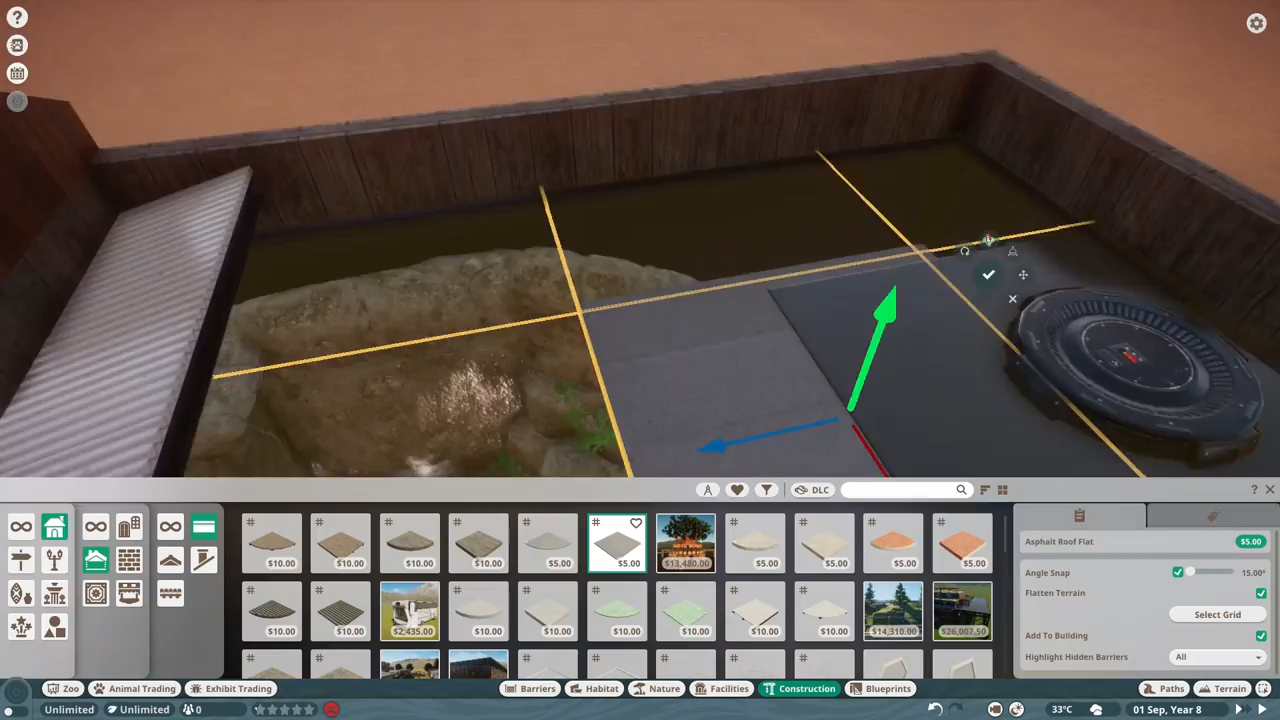 ?
DLC
? ×
$10.00 $10.00 $10.00 $10.00 $5.00 $5.00 $13,480.00 $5.00 $5.00 $5.00 $5.00
$10.00 $10.00 $2,435.00 $10.00 $10.00 $10.00 $10.00 $10.00 $10.00 $14,310.00 $26,007.50
Asphalt Roof Flat $5.00
Angle Snap 15.00°
Flatten Terrain
Select Grid
Add To Building
Highlight Hidden Barriers All
Zoo Animal Trading Exhibit Trading Barriers Habitat Nature Facilities Construction Blueprints Paths Terrain
Unlimited Unlimited 0 33°C 01 Sep, Year 8